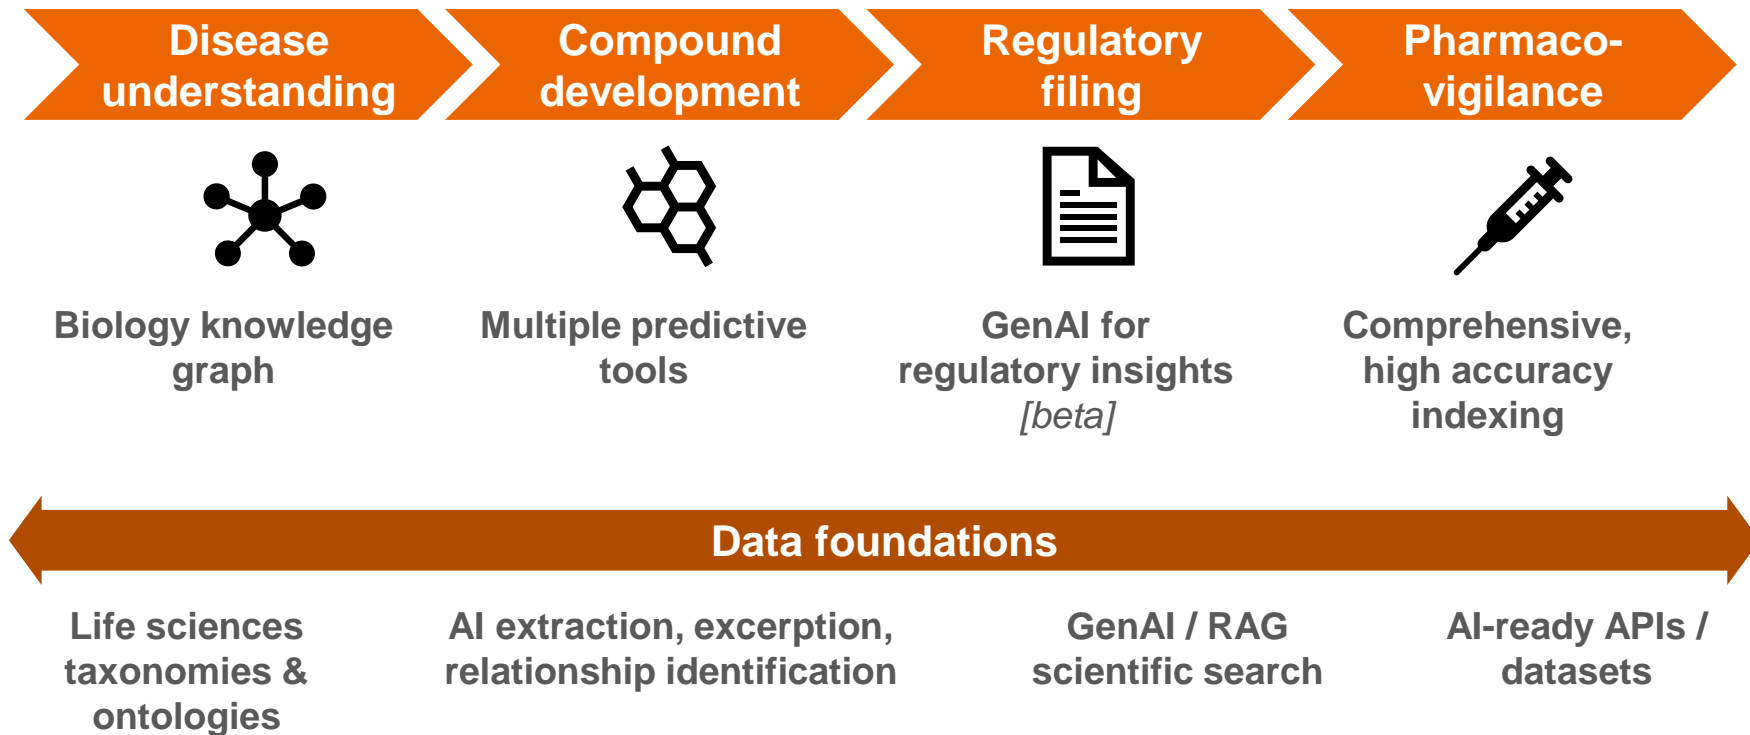 Disease
understanding
Compound
development
Regulatory
filing
Pharmaco-
vigilance
Biology knowledge
graph
Multiple predictive
tools
GenAI for
regulatory insights
[beta]
Comprehensive,
high accuracy
indexing
Data foundations
Life sciences
taxonomies &
ontologies
AI extraction, excerption,
relationship identification
GenAI / RAG
scientific search
AI-ready APIs /
datasets